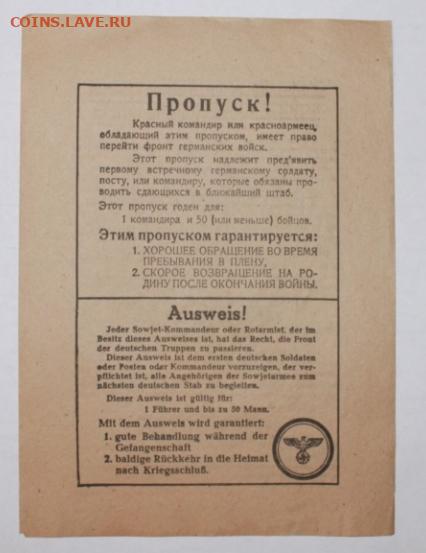 COINS.LAVE.RU
Пропуск!
Красный командир или красноармеец,
обладающий этим пропуском, имеет право
перейти фронт германских войск.
Этот пропуск надлежит пред'явить
первому встречному германскому солдату,
посту, или командиру, которые обязаны про-
водить сдающихся в ближайший штаб.
Этот пропуск годен для:
1 командира и 50 (или меньше) бойцов.
Этим пропуском гарантируется:
1. ХОРОШЕЕ ОБРАЩЕНИЕ ВО ВРЕМЯ
ПРЕБЫВАНИЯ В ПЛЕНУ,
2. СКОРОЕ ВОЗВРАЩЕНИЕ НА РО-
ДИНУ ПОСЛЕ ОКОНЧАНИЯ ВОЙНЫ.
Ausweis!
Jeder Sowjet-Kommandeur oder Rotarmist, der im
Besitz dieses Ausweises ist, hat das Recht, die Front
der deutschen Truppen zu passieren.
Dieser Ausweis ist dem ersten deutschen Soldaten
oder Posten oder Kommandeur vorzuzeigen, der ver-
pflichtet ist, alle Angehörigen der Sowjetarmee zum
nächsten deutschen Stab zu begleiten.
Dieser Ausweis ist gültig für:
1 Führer und bis zu 50 Mann.
Mit dem Ausweis wird garantiert:
1. gute Behandlung während der
Gefangenschaft
2. baldige Rückkehr in die Heimat
nach Kriegsschluß.